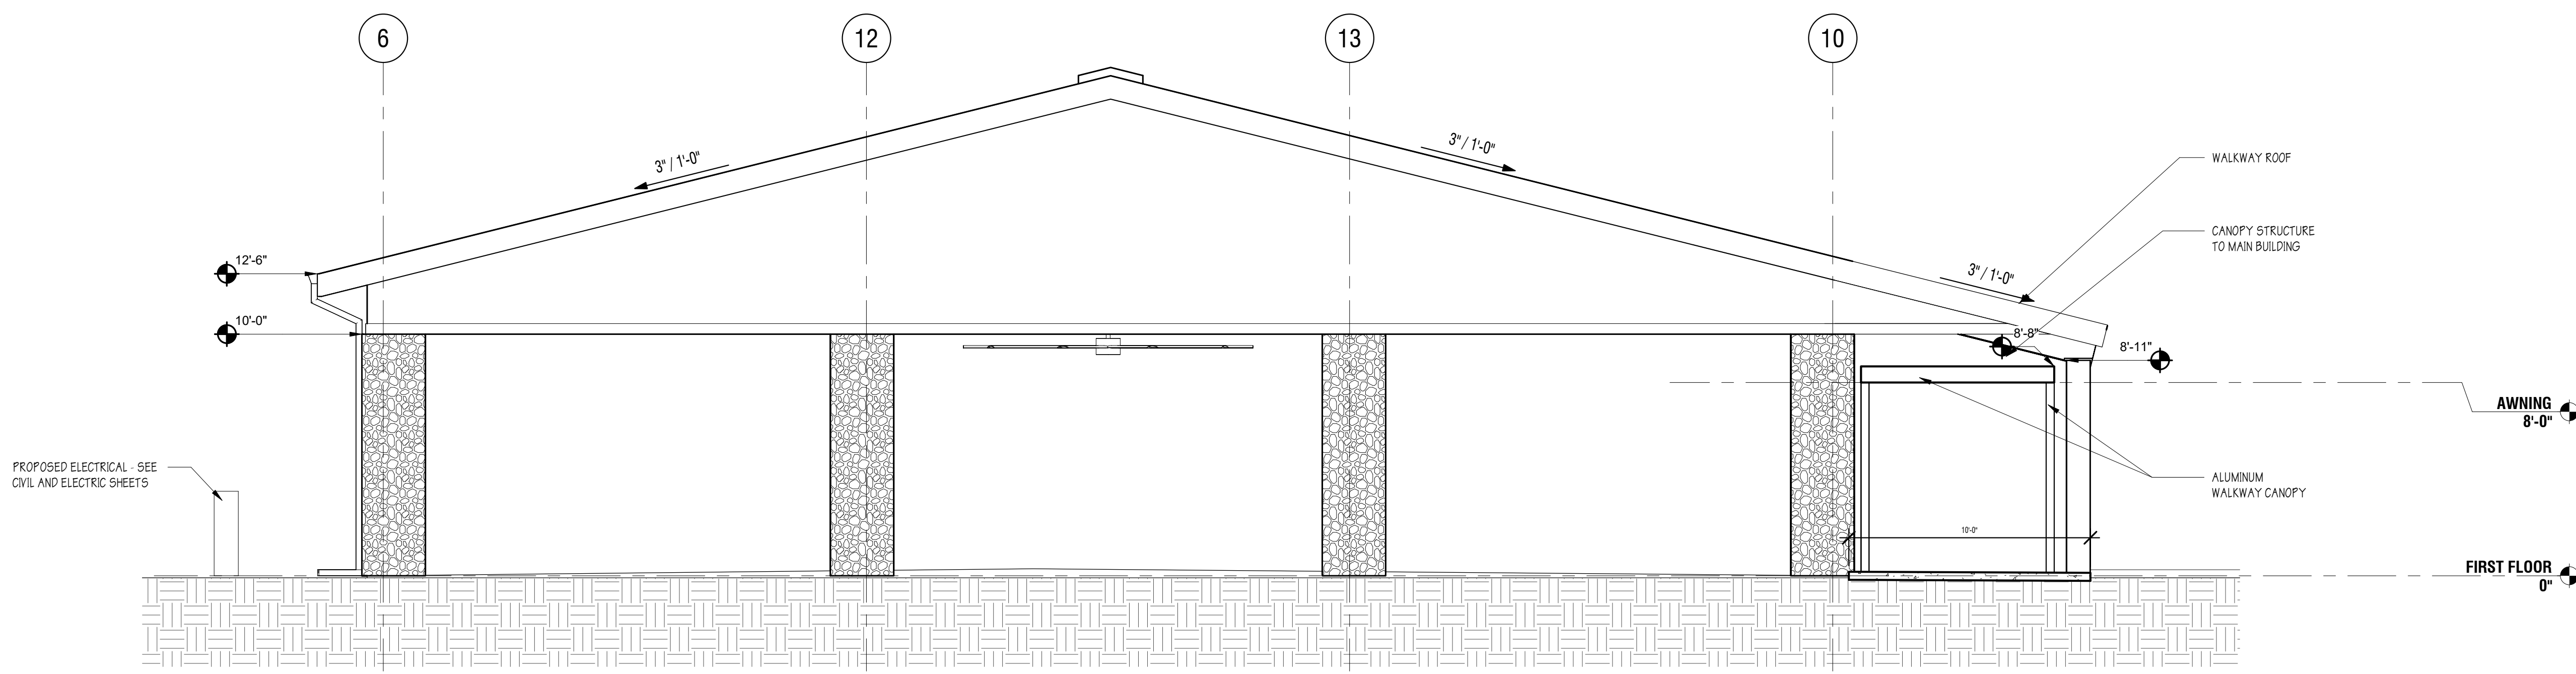 6
12
13
10
3" / 1'-0"
3" / 1'-0"
WALKWAY ROOF
CANOPY STRUCTURE
TO MAIN BUILDING
12'-6"
3" / 1'-0"
10'-0"
8'-8"
8'-11"
AWNING
8'-0"
PROPOSED ELECTRICAL - SEE
CIVIL AND ELECTRIC SHEETS
ALUMINUM
WALKWAY CANOPY
10'-0"
FIRST FLOOR
0"